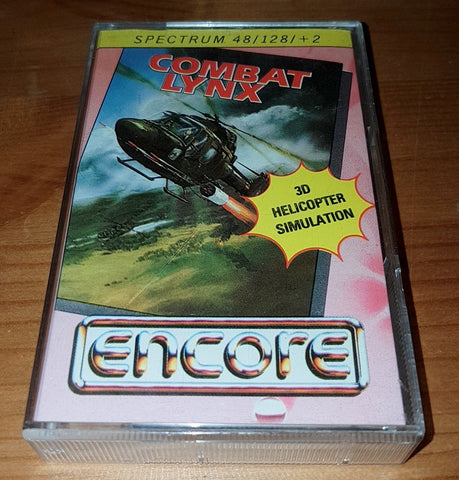 SPECTRUM 48/128/+2
COMBAT
LYNX
3D
HELICOPTER
SIMULATION
encore